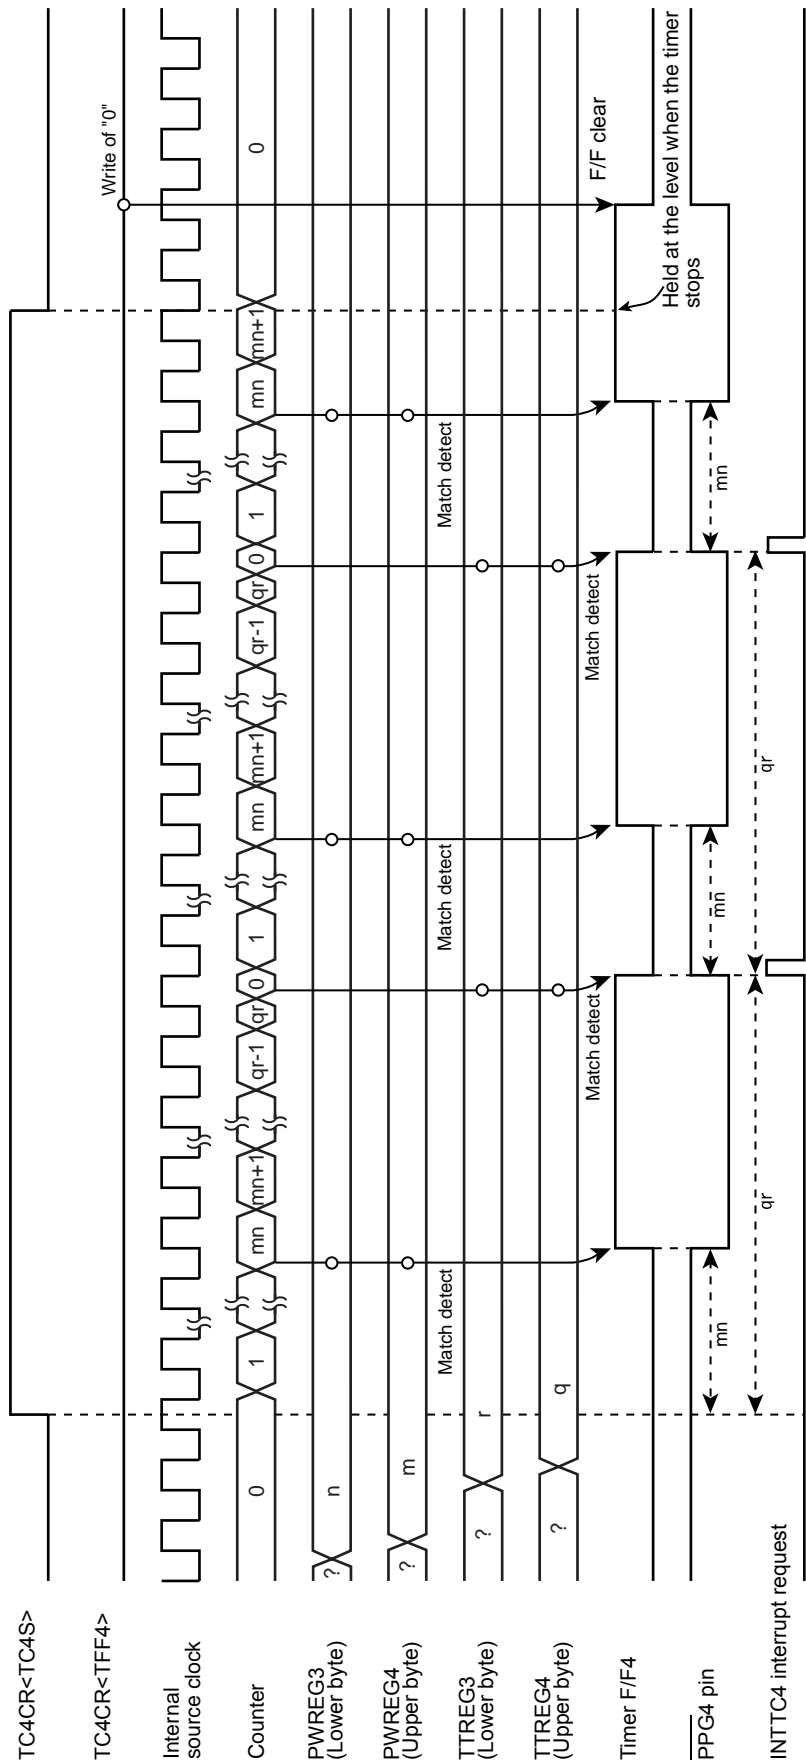 TC4CR<TC4S>
TC4CR<TFF4>
Write of "0"
Internal
source clock
Counter
0
1
mn
mn+1
qr-1
qr
0
1
mn
mn+1
qr-1
qr
0
1
mn
mn+1
0
PWREG3
(Lower byte)
?
n
PWREG4
(Upper byte)
?
m
Match detect
Match detect
Match detect
TTREG3
(Lower byte)
?
r
TTREG4
(Upper byte)
?
q
Match detect
Match detect
F/F clear
Timer F/F4
Held at the level when the timer
stops
PPG4 pin
mn
mn
mn
qr
qr
INTTC4 interrupt request